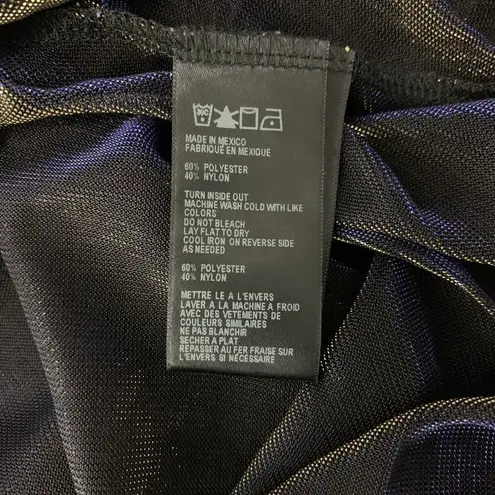 30C
MADE IN MEXICO
FABRIQUÉ EN MEXIQUE
60% POLYESTER
40% NYLON
TURN INSIDE OUT
MACHINE WASH COLD WITH LIKE
COLORS
DO NOT BLEACH
LAY FLAT TO DRY
COOL IRON ON REVERSE SIDE
AS NEEDED
60% POLYESTER
40% NYLON
METTRE LE A L'ENVERS
LAVER A LA MACHINE A FROID
AVEC DES VETEMENTS DE
COULEURS SIMILAIRES
NE PAS BLANCHIR
SECHER A PLAT
REPASSER AU FER FRAISE SUR
L'ENVERS SI NECESSAIRE